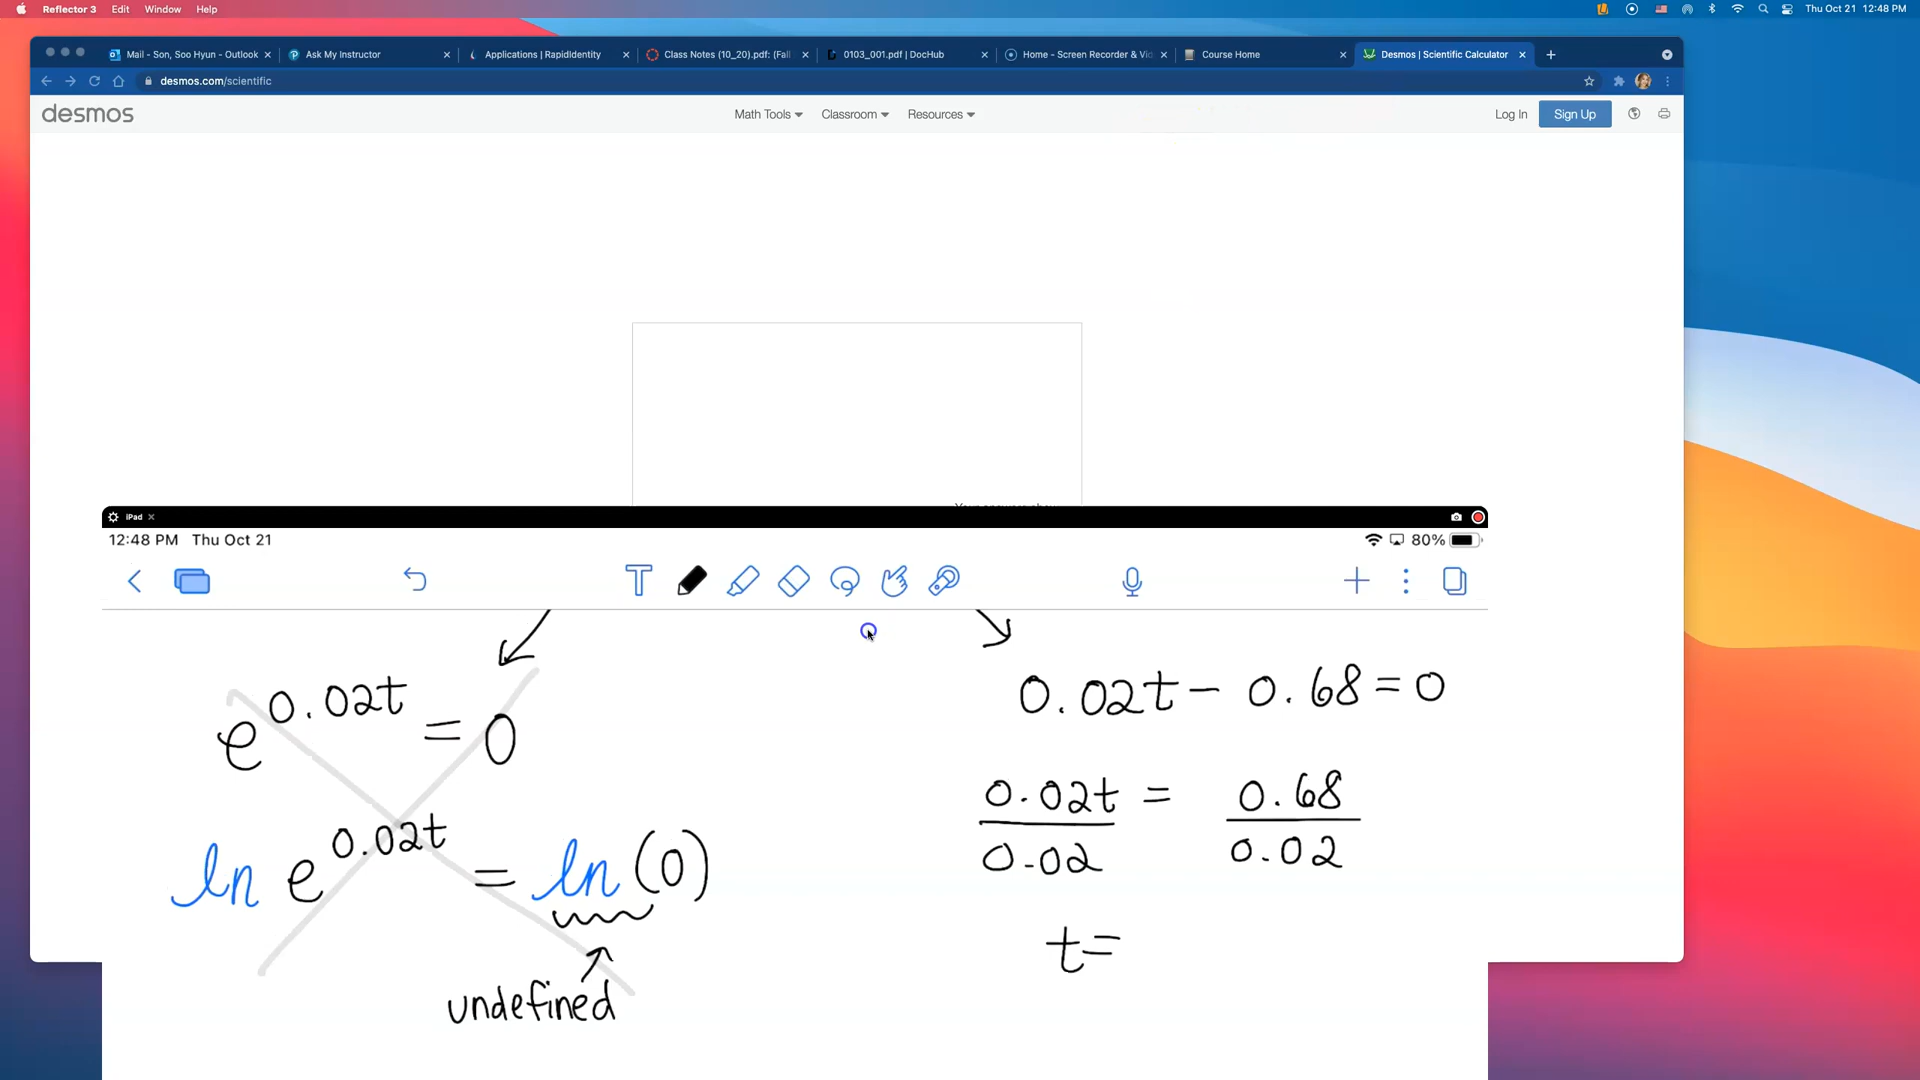 Reflector 3 Edit Window Help Thu Oct 21 12:48 PM
Mail - Son, Soo Hyun - Outlook Ask My Instructor Applications | RapidIdentity Class Notes (10_20).pdf: (Fall 0103_001.pdf | DocHub Home - Screen Recorder & Vid Course Home Desmos | Scientific Calculator
desmos.com/scientific
desmos Math Tools Classroom Resources Log In Sign Up
iPad
12:48 PM Thu Oct 21 80%
e^0.02t = 0
ln e^0.02t = ln (0)
undefined
0.02t - 0.68 = 0
0.02t = 0.68
0.02 0.02
t =